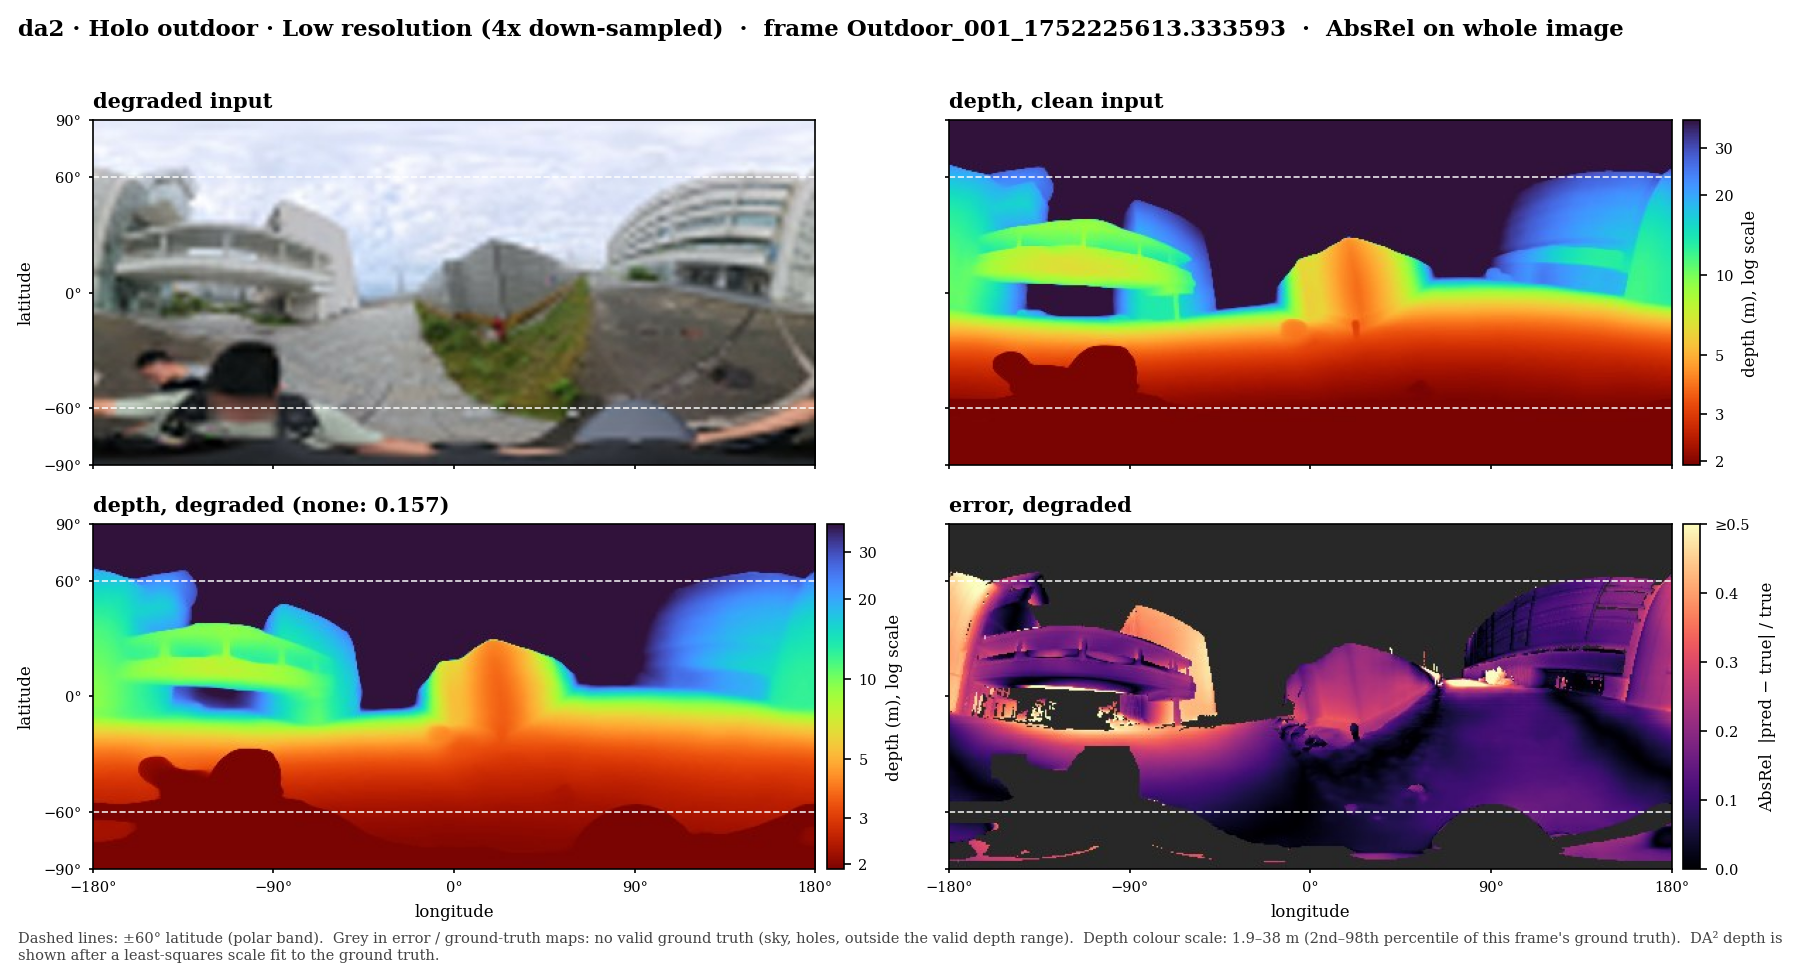 da2 · Holo outdoor · Low resolution (4x down-sampled)  ·  frame Outdoor_001_1752225613.333593  ·  AbsRel on whole image
degraded input
90°
60°
0°
−60°
−90°
latitude
depth, clean input
30
20
10
5
3
2
depth (m), log scale
depth, degraded (none: 0.157)
90°
60°
0°
−60°
−90°
latitude
−180°
−90°
0°
90°
180°
longitude
30
20
10
5
3
2
depth (m), log scale
error, degraded
−180°
−90°
0°
90°
180°
longitude
≥0.5
0.4
0.3
0.2
0.1
0.0
AbsRel  |pred − true| / true
Dashed lines: ±60° latitude (polar band).  Grey in error / ground-truth maps: no valid ground truth (sky, holes, outside the valid depth range).  Depth colour scale: 1.9–38 m (2nd–98th percentile of this frame's ground truth).  DA² depth is
shown after a least-squares scale fit to the ground truth.